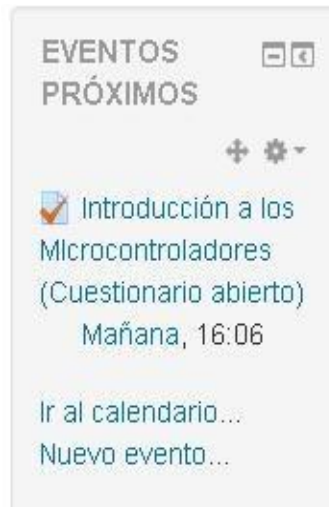 EVENTOS
PRÓXIMOS
Introducción a los
MIcrocontroladores
(Cuestionario abierto)
Mañana, 16:06
Ir al calendario...
Nuevo evento...